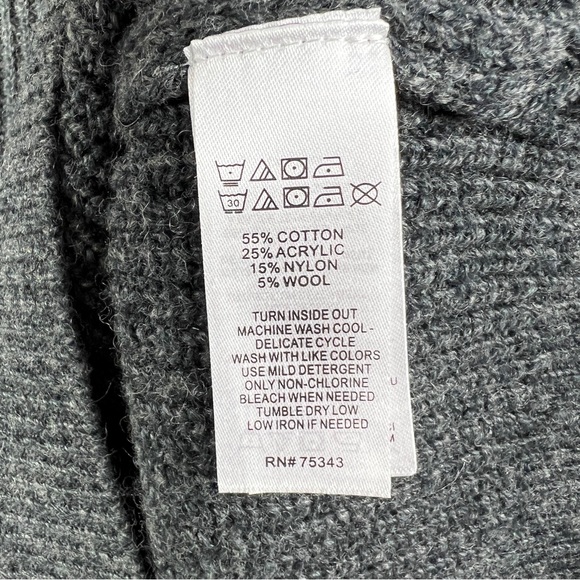 30
55% COTTON
25% ACRYLIC
15% NYLON
5% WOOL
TURN INSIDE OUT
MACHINE WASH COOL -
DELICATE CYCLE
WASH WITH LIKE COLORS
USE MILD DETERGENT
ONLY NON-CHLORINE
BLEACH WHEN NEEDED
TUMBLE DRY LOW
LOW IRON IF NEEDED
RN# 75343